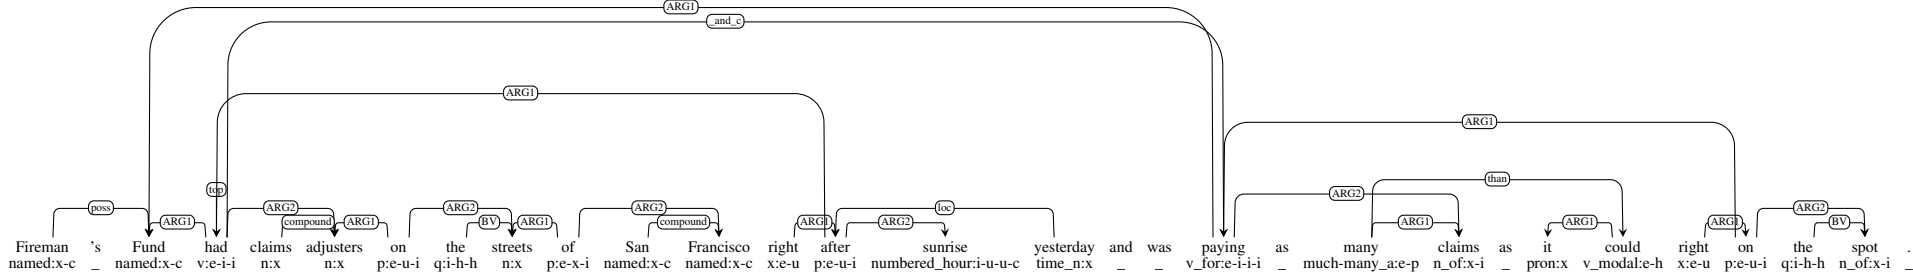 ARG1
_and_c
ARG1
ARG1
than
top
ARG2
poss ARG1 ARG2 compound ARG1 ARG2 BV ARG1 ARG2 compound ARG1 ARG2 loc ARG1 ARG1 ARG1 ARG2 BV
Fireman 's Fund had claims adjusters on the streets of San Francisco right after sunrise yesterday and was paying as many claims as it could right on the spot .
named:x-c _ named:x-c v:e-i-i n:x n:x p:e-u-i q:i-h-h n:x p:e-x-i named:x-c named:x-c x:e-u p:e-u-i numbered_hour:i-u-u-c time_n:x _ _ v_for:e-i-i-i _ much-many_a:e-p n_of:x-i _ pron:x v_modal:e-h x:e-u p:e-u-i q:i-h-h n_of:x-i _